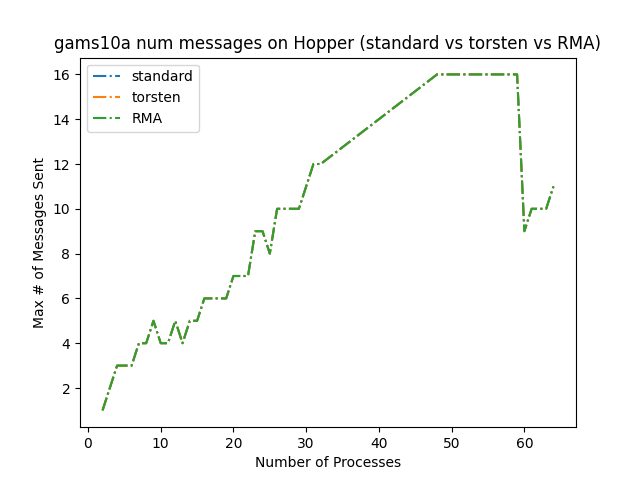 gams10a num messages on Hopper (standard vs torsten vs RMA)
standard
torsten
RMA
16
14
12
10
8
6
4
2
Max # of Messages Sent
0 10 20 30 40 50 60
Number of Processes